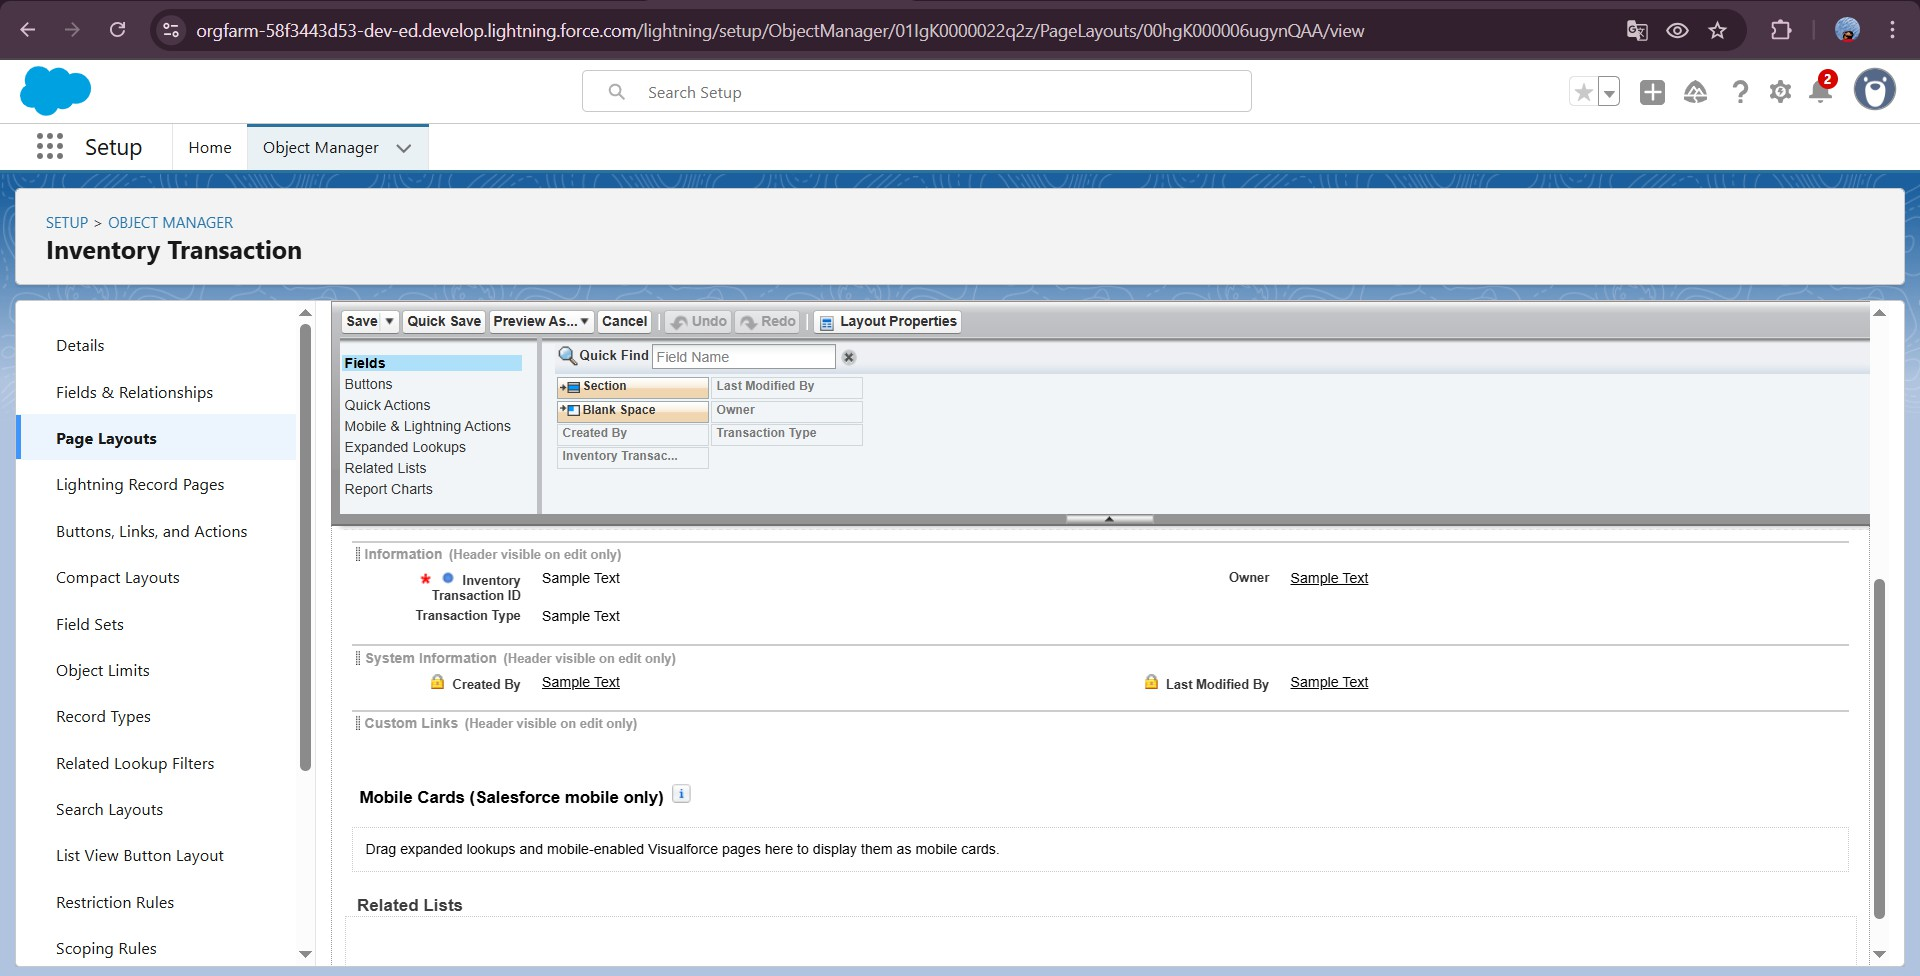 orgfarm-58f3443d53-dev-ed.develop.lightning.force.com/lightning/setup/ObjectManager/01IgK0000022q2z/PageLayouts/00hgK000006ugynQAA/view
Search Setup
2
Setup
Home
Object Manager
SETUP > OBJECT MANAGER
Inventory Transaction
Details
Fields & Relationships
Page Layouts
Lightning Record Pages
Buttons, Links, and Actions
Compact Layouts
Field Sets
Object Limits
Record Types
Related Lookup Filters
Search Layouts
List View Button Layout
Restriction Rules
Scoping Rules
Save Quick Save Preview As... Cancel Undo Redo Layout Properties
Fields
Buttons
Quick Actions
Mobile & Lightning Actions
Expanded Lookups
Related Lists
Report Charts
Quick Find Field Name
Section Last Modified By
Blank Space Owner
Created By Transaction Type
Inventory Transac...
Information (Header visible on edit only)
* Inventory Transaction ID Sample Text Owner Sample Text
Transaction Type Sample Text
System Information (Header visible on edit only)
Created By Sample Text Last Modified By Sample Text
Custom Links (Header visible on edit only)
Mobile Cards (Salesforce mobile only) i
Drag expanded lookups and mobile-enabled Visualforce pages here to display them as mobile cards.
Related Lists